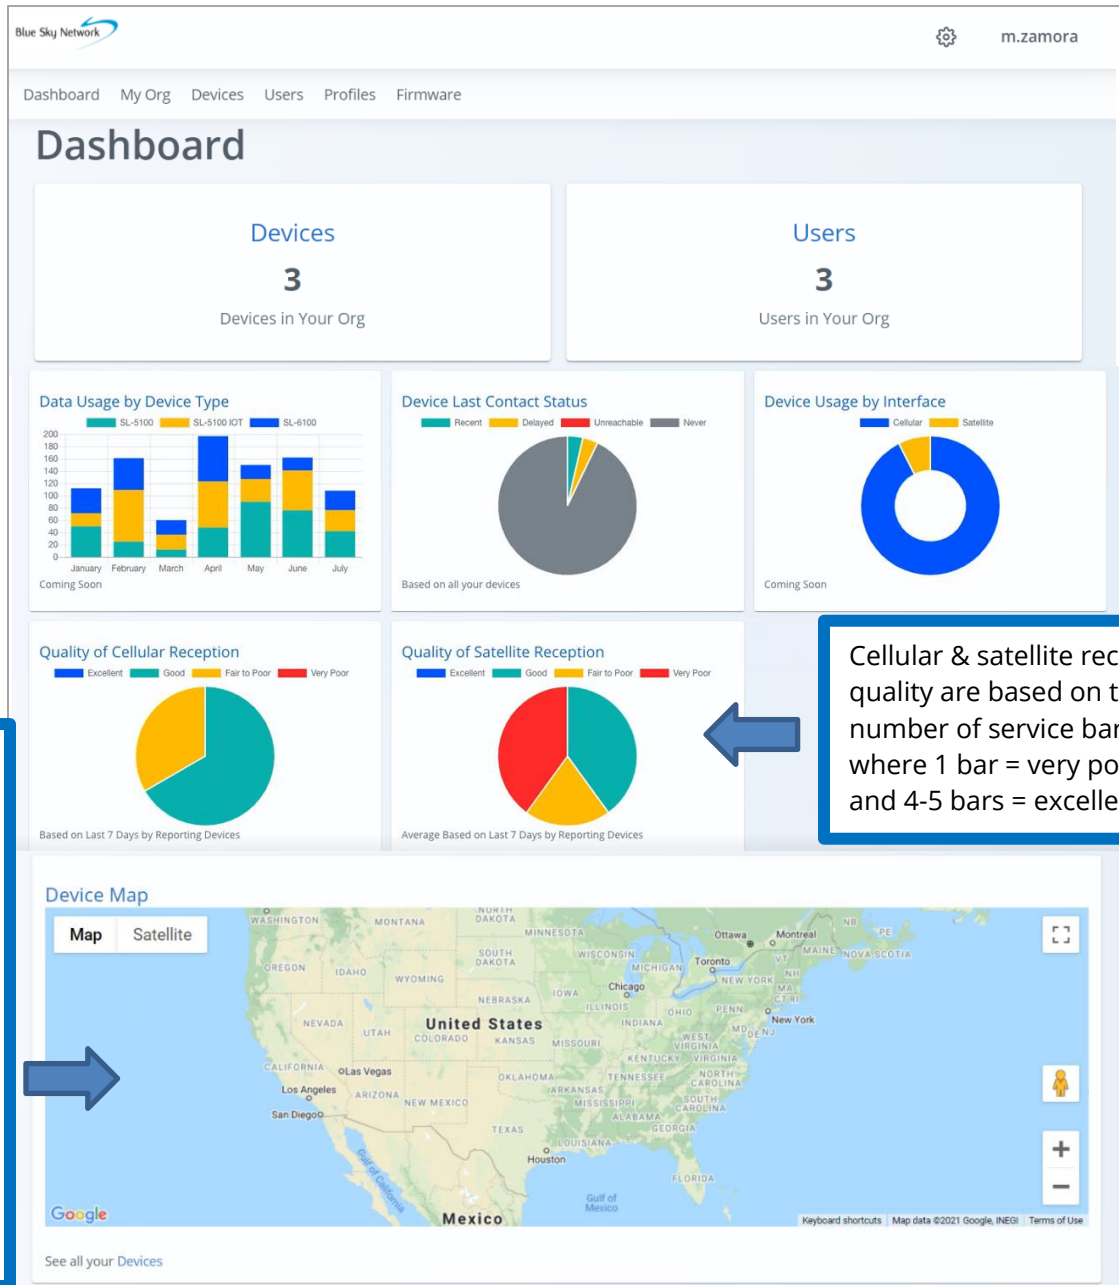 Blue Sky Network
m.zamora
Dashboard My Org Devices Users Profiles Firmware
Dashboard
Devices
3
Devices in Your Org
Users
3
Users in Your Org
Data Usage by Device Type
SL-5100 SL-5100 IOT SL-6100
200
180
160
140
120
100
80
60
40
20
0
January February March April May June July
Coming Soon
Device Last Contact Status
Recent Delayed Unreachable Never
Based on all your devices
Device Usage by Interface
Cellular Satellite
Coming Soon
Quality of Cellular Reception
Excellent Good Fair to Poor Very Poor
Based on Last 7 Days by Reporting Devices
Quality of Satellite Reception
Excellent Good Fair to Poor Very Poor
Average Based on Last 7 Days by Reporting Devices
Cellular & satellite rec
quality are based on t
number of service bar
where 1 bar = very po
and 4-5 bars = excelle
Device Map
Map Satellite
WASHINGTON
MONTANA
NORTH
DAKOTA
MINNESOTA
Ottawa
Montreal
NB
PE
OREGON
IDAHO
WYOMING
SOUTH
DAKOTA
WISCONSIN
MICHIGAN
Toronto
VT
MAINE
NOVA SCOTIA
NH
NEW YORK
MA
CT RI
NEBRASKA
IOWA
Chicago
ILLINOIS
INDIANA
OHIO
PENN
New York
NEVADA
UTAH
United States
COLORADO
KANSAS
MISSOURI
WEST
VIRGINIA
MD
DE NJ
KENTUCKY
VIRGINIA
CALIFORNIA
Las Vegas
OKLAHOMA
TENNESSEE
NORTH
CAROLINA
Los Angeles
ARIZONA
NEW MEXICO
ARKANSAS
MISSISSIPPI
SOUTH
CAROLINA
San Diego
ALABAMA
GEORGIA
TEXAS
LOUISIANA
Houston
FLORIDA
Gulf of
California
Gulf of
Mexico
Mexico
Google
Keyboard shortcuts Map data ©2021 Google, INEGI Terms of Use
See all your Devices